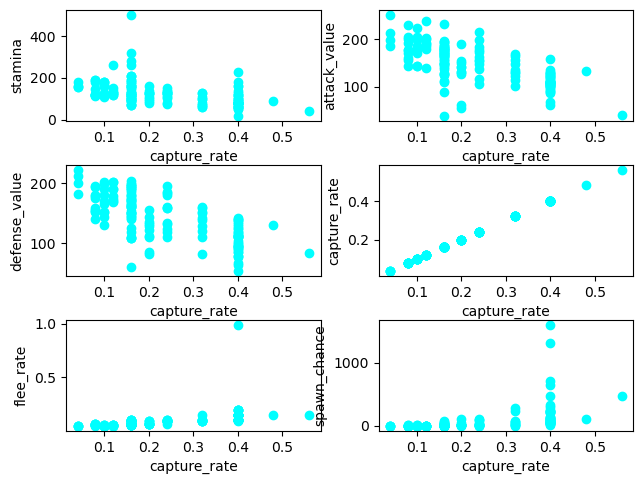 stamina
400
200
0
0.1 0.2 0.3 0.4 0.5
capture_rate
attack_value
200
100
0.1 0.2 0.3 0.4 0.5
capture_rate
defense_value
200
100
0.1 0.2 0.3 0.4 0.5
capture_rate
capture_rate
0.4
0.2
0.1 0.2 0.3 0.4 0.5
capture_rate
flee_rate
1.0
0.5
0.1 0.2 0.3 0.4 0.5
capture_rate
spawn_chance
1000
0
0.1 0.2 0.3 0.4 0.5
capture_rate